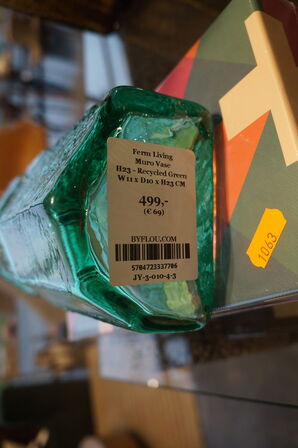 Ferm Living
Muro Vase
H23 - Recycled Green
W11 x D10 x H23 CM
499,-
(€ 69)
BYFLOU.COM
5704723337706
JY-3-010-4-3
1063